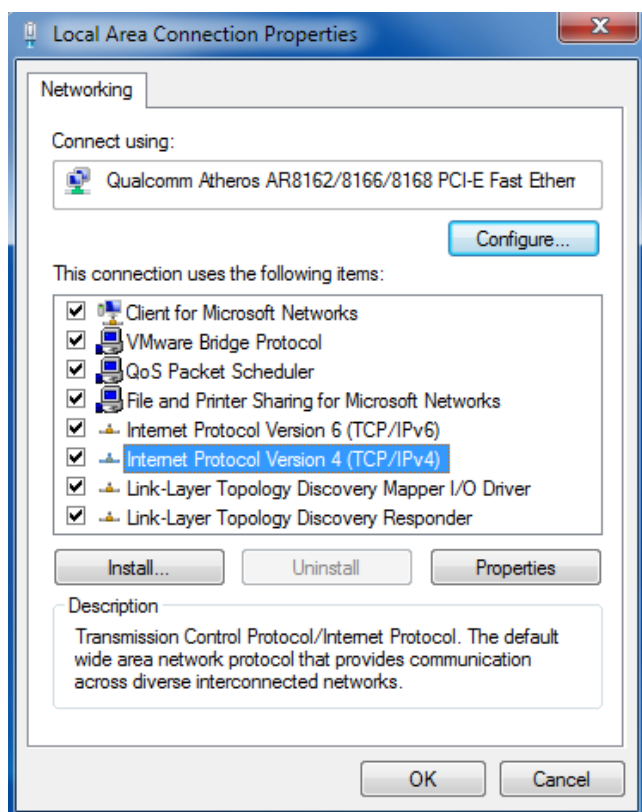 Local Area Connection Properties
Networking
Connect using:
Qualcomm Atheros AR8162/8166/8168 PCI-E Fast Ethern
Configure...
This connection uses the following items:
Client for Microsoft Networks
VMware Bridge Protocol
QoS Packet Scheduler
File and Printer Sharing for Microsoft Networks
Internet Protocol Version 6 (TCP/IPv6)
Internet Protocol Version 4 (TCP/IPv4)
Link-Layer Topology Discovery Mapper I/O Driver
Link-Layer Topology Discovery Responder
Install...
Uninstall
Properties
Description
Transmission Control Protocol/Internet Protocol. The default
wide area network protocol that provides communication
across diverse interconnected networks.
OK
Cancel